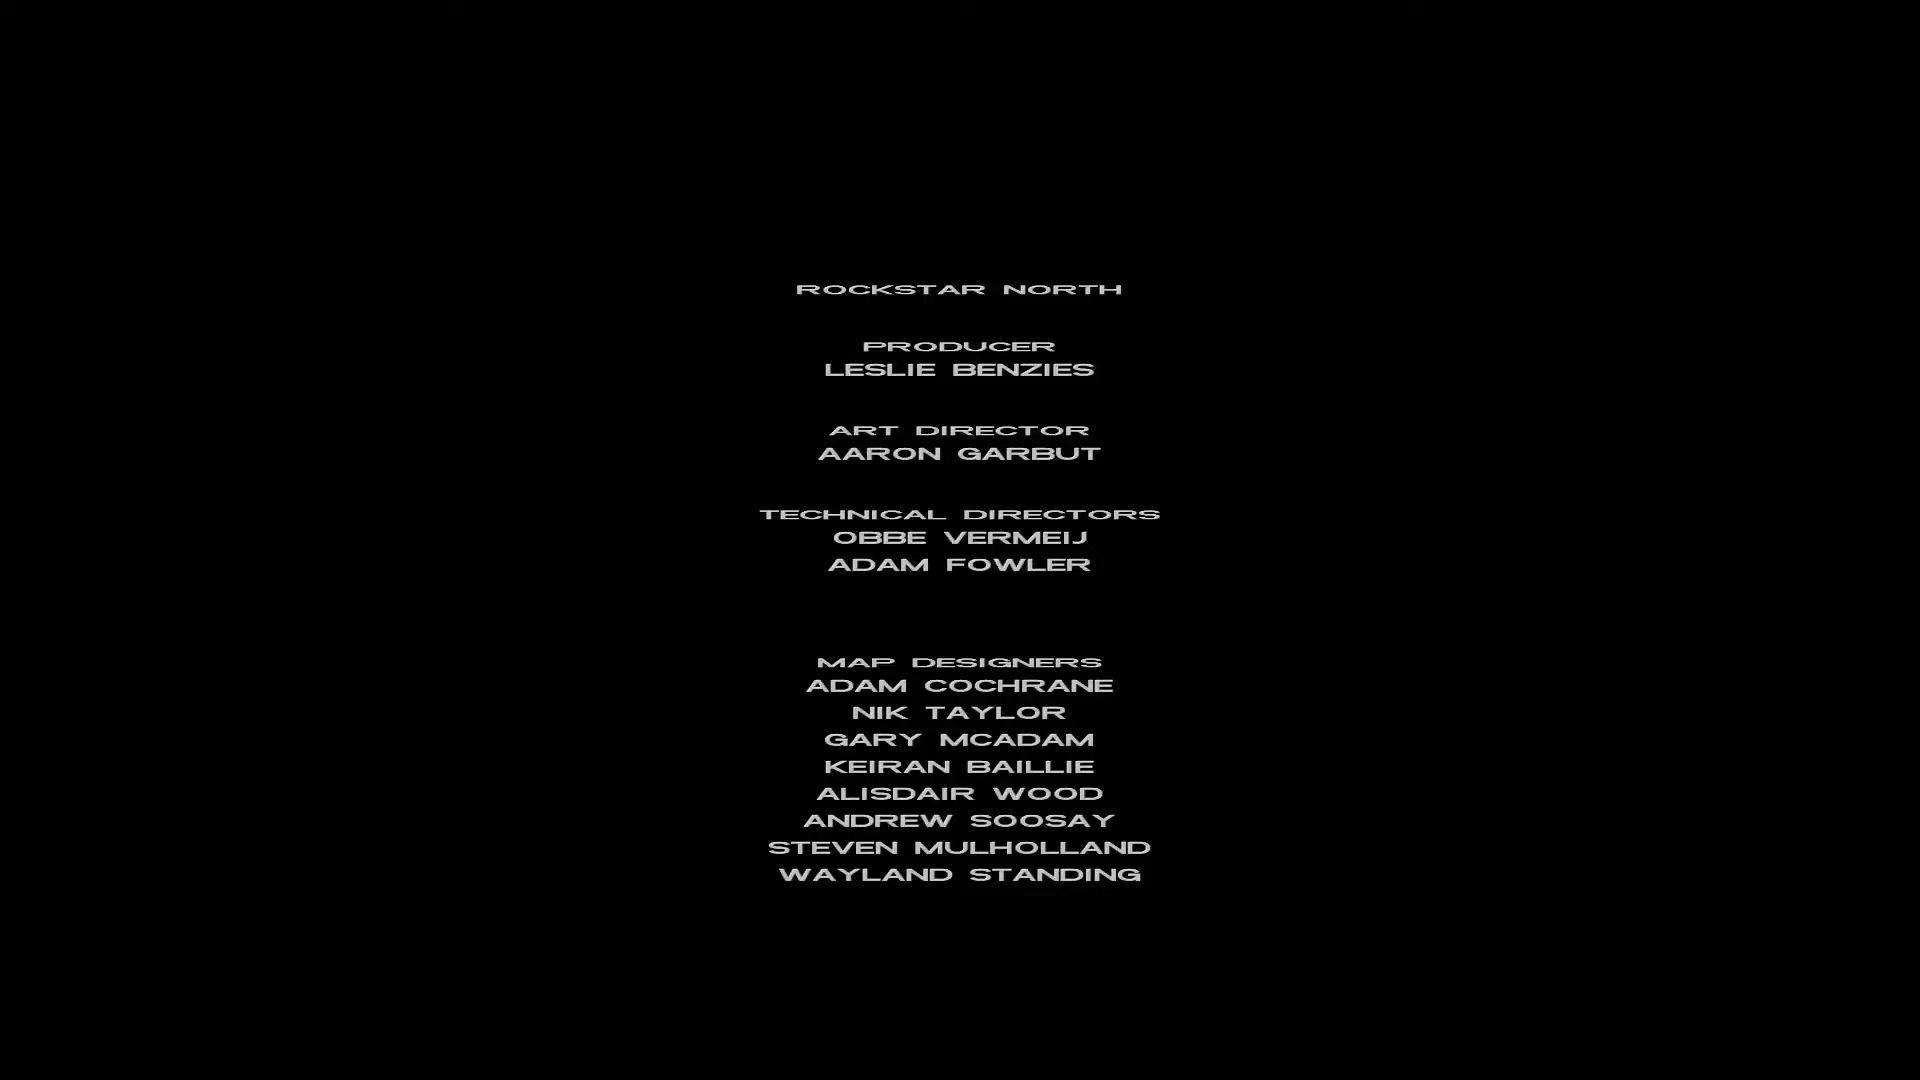 ROCKSTAR NORTH
PRODUCER
LESLIE BENZIES
ART DIRECTOR
AARON GARBUT
TECHNICAL DIRECTORS
OBBE VERMEIJ
ADAM FOWLER
MAP DESIGNERS
ADAM COCHRANE
NIK TAYLOR
GARY MCADAM
KEIRAN BAILLIE
ALISDAIR WOOD
ANDREW SOOSAY
STEVEN MULHOLLAND
WAYLAND STANDING